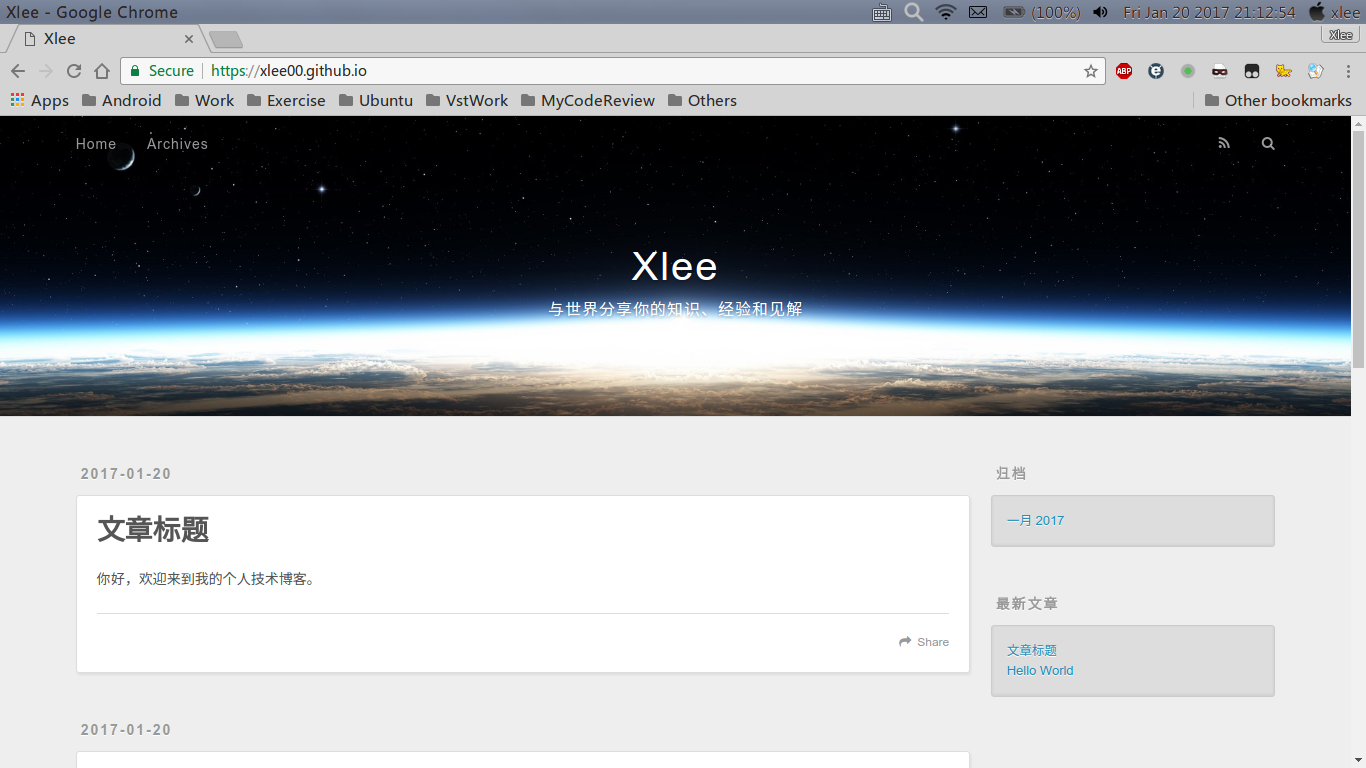 Xlee - Google Chrome
(100%) Fri Jan 20 2017 21:12:54 xlee
Xlee
Xlee
Secure https://xlee00.github.io
ABP
Apps Android Work Exercise Ubuntu VstWork MyCodeReview Others Other bookmarks
Home Archives
Xlee
与世界分享你的知识、经验和见解
2017-01-20
文章标题
你好，欢迎来到我的个人技术博客。
Share
2017-01-20
归档
一月 2017
最新文章
文章标题
Hello World